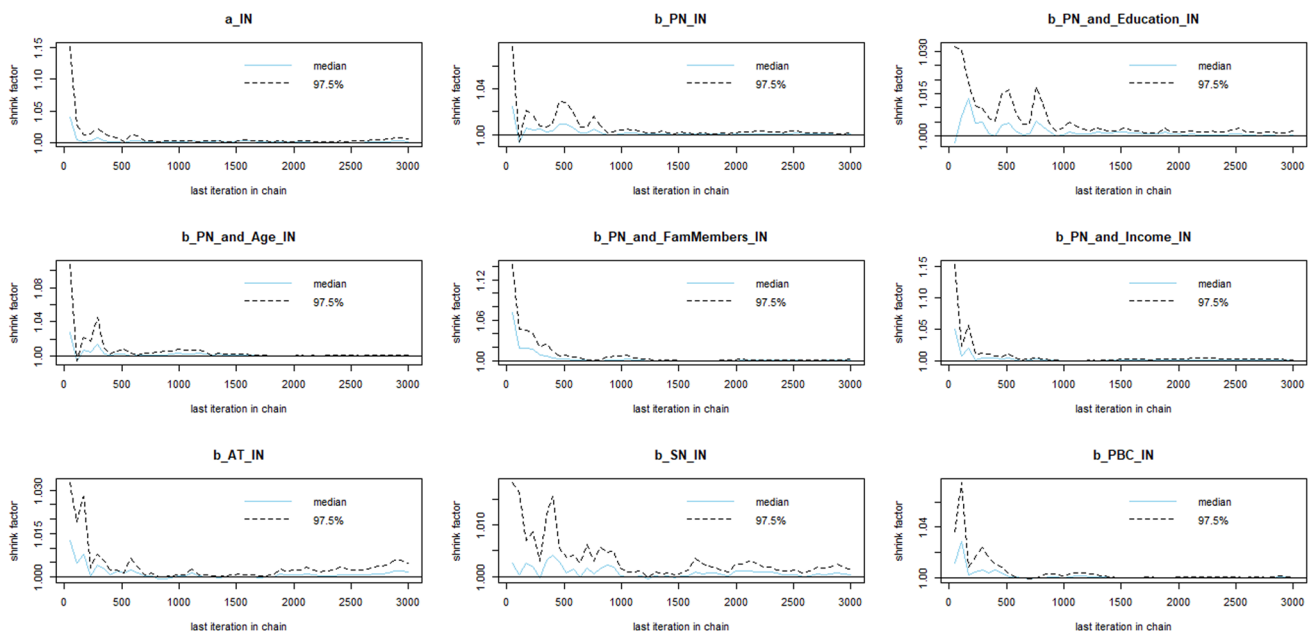 a_IN
b_PN_IN
b_PN_and_Education_IN
shrink factor
1.00 1.05 1.10 1.15
median
97.5%
0 500 1000 1500 2000 2500 3000
last iteration in chain
shrink factor
1.00 1.04
median
97.5%
0 500 1000 1500 2000 2500 3000
last iteration in chain
shrink factor
1.000 1.015 1.030
median
97.5%
0 500 1000 1500 2000 2500 3000
last iteration in chain
b_PN_and_Age_IN
b_PN_and_FamMembers_IN
b_PN_and_Income_IN
shrink factor
1.00 1.04 1.08
median
97.5%
0 500 1000 1500 2000 2500 3000
last iteration in chain
shrink factor
1.00 1.06 1.12
median
97.5%
0 500 1000 1500 2000 2500 3000
last iteration in chain
shrink factor
1.00 1.05 1.10 1.15
median
97.5%
0 500 1000 1500 2000 2500 3000
last iteration in chain
b_AT_IN
b_SN_IN
b_PBC_IN
shrink factor
1.000 1.015 1.030
median
97.5%
0 500 1000 1500 2000 2500 3000
last iteration in chain
shrink factor
1.000 1.010
median
97.5%
0 500 1000 1500 2000 2500 3000
last iteration in chain
shrink factor
1.00 1.04
median
97.5%
0 500 1000 1500 2000 2500 3000
last iteration in chain